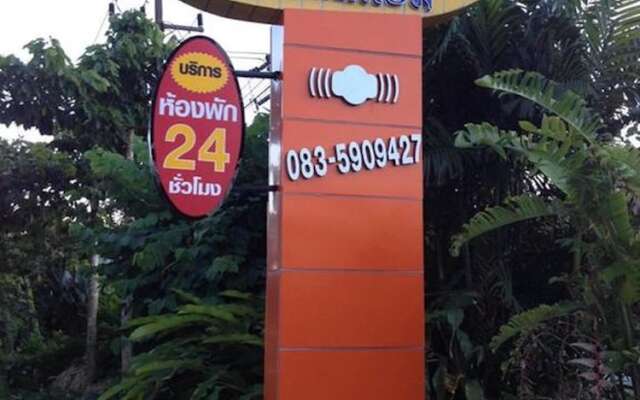 บริการ
ห้องพัก
24
ชั่วโมง
083-5909427